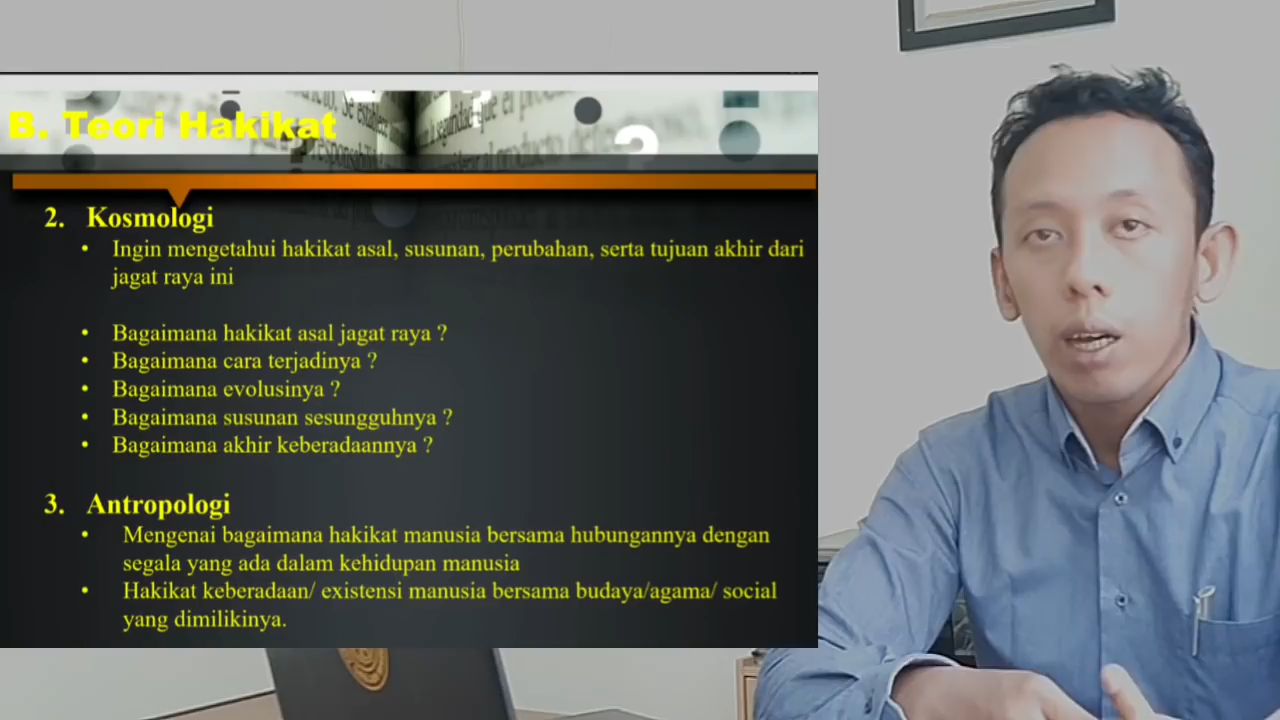 B. Teori Hakikat
2. Kosmologi
• Ingin mengetahui hakikat asal, susunan, perubahan, serta tujuan akhir dari
jagat raya ini
• Bagaimana hakikat asal jagat raya ?
• Bagaimana cara terjadinya ?
• Bagaimana evolusinya ?
• Bagaimana susunan sesungguhnya ?
• Bagaimana akhir keberadaannya ?
3. Antropologi
• Mengenai bagaimana hakikat manusia bersama hubungannya dengan
segala yang ada dalam kehidupan manusia
• Hakikat keberadaan/ existensi manusia bersama budaya/agama/ social
yang dimilikinya.